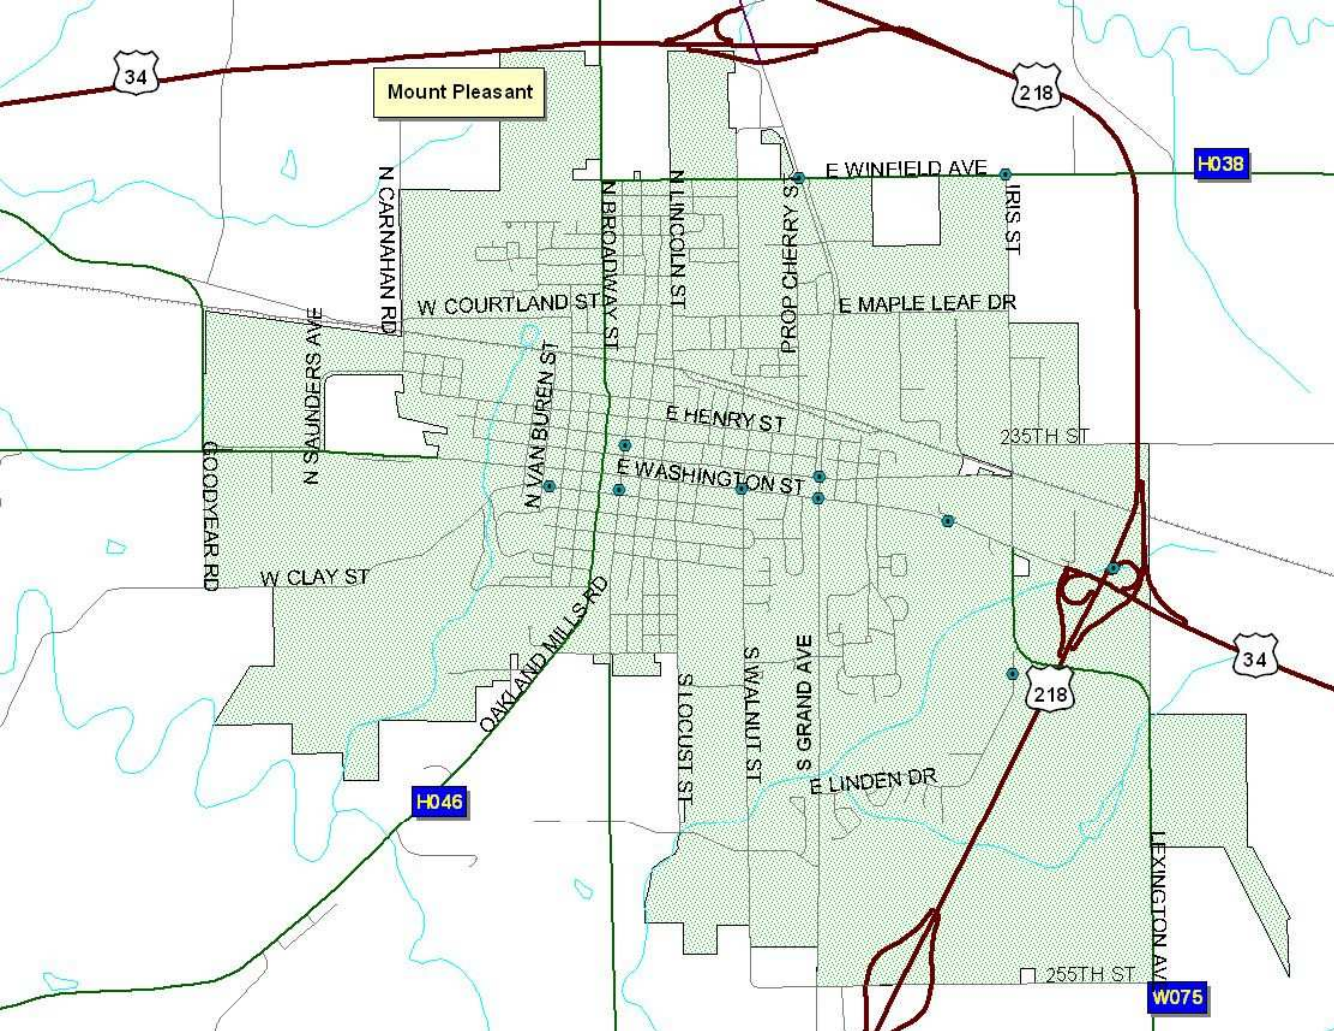 34
Mount Pleasant
218
H038
E WINFIELD AVE
N CARNAHAN RD
N BROADWAY ST
N LINCOLN ST
PROP CHERRY ST
IRIS ST
W COURTLAND ST
E MAPLE LEAF DR
N SAUNDERS AVE
N VAN BUREN ST
E HENRY ST
235TH ST
E WASHINGTON ST
GOODYEAR RD
W CLAY ST
OAKLAND MILLS RD
S LOCUST ST
S WALNUT ST
S GRAND AVE
34
218
E LINDEN DR
H046
LEXINGTON AVE
255TH ST
W075